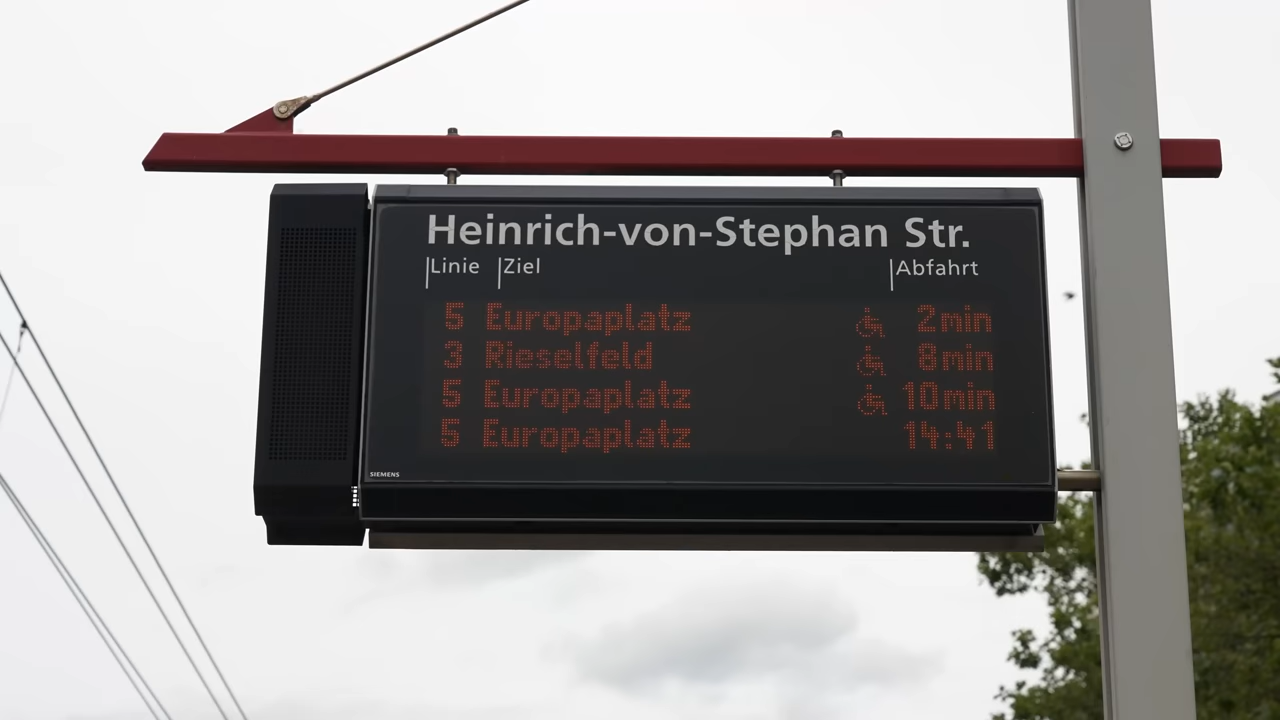 Heinrich-von-Stephan Str.
Linie Ziel Abfahrt
5 Europaplatz 2min
3 Rieselfeld 8min
5 Europaplatz 10min
5 Europaplatz 14:41
SIEMENS